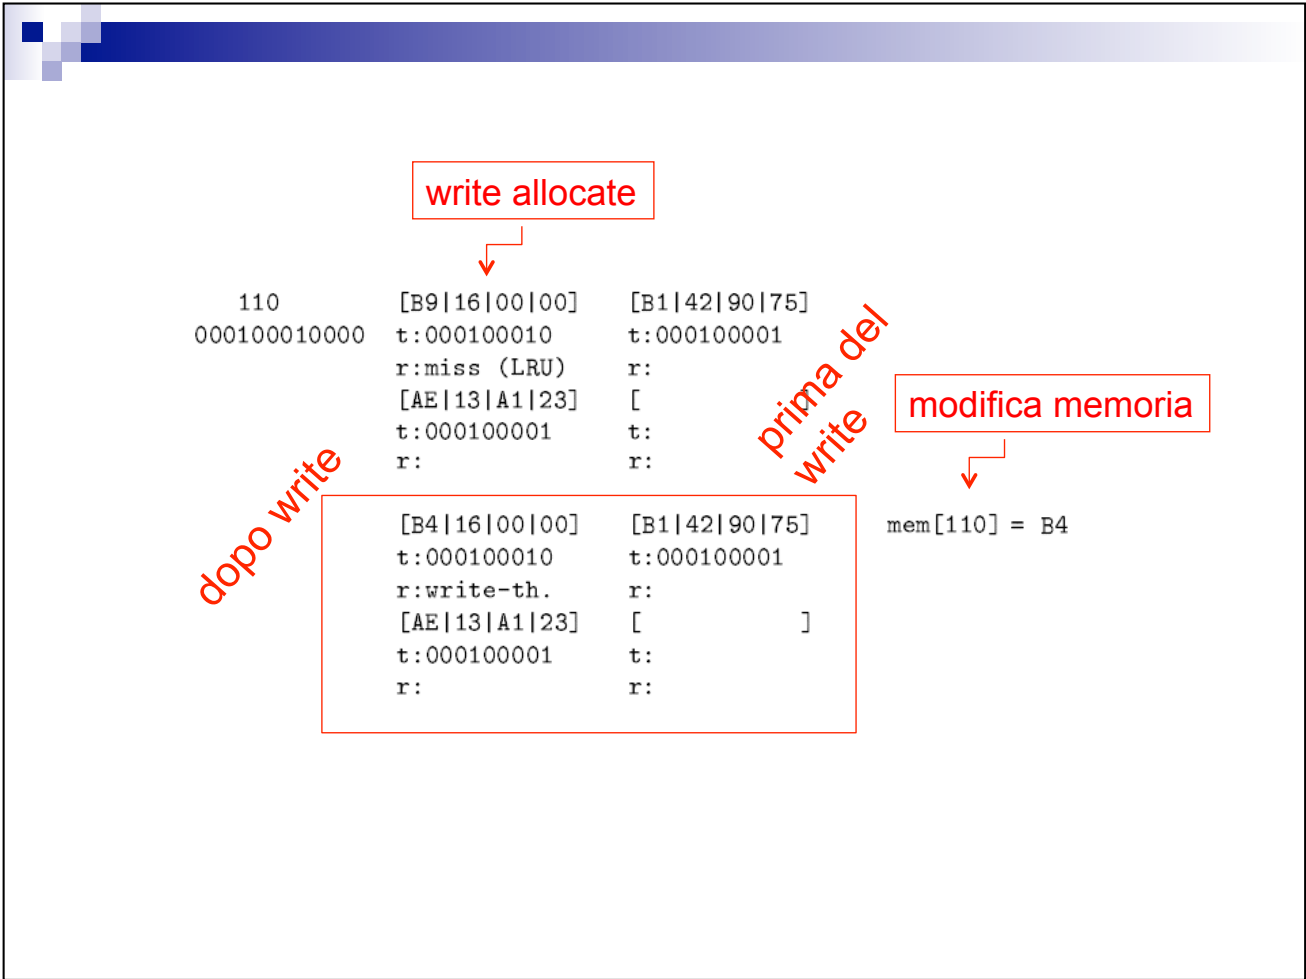 write allocate
110 [B9|16|00|00] [B1|42|90|75]
000100010000 t:000100010 t:000100001
r:miss (LRU) r:
[AE|13|A1|23] [ ]
t:000100001 t:
r: r:
prima del
write
modifica memoria
dopo write
[B4|16|00|00] [B1|42|90|75] mem[110] = B4
t:000100010 t:000100001
r:write-th. r:
[AE|13|A1|23] [ ]
t:000100001 t:
r: r: